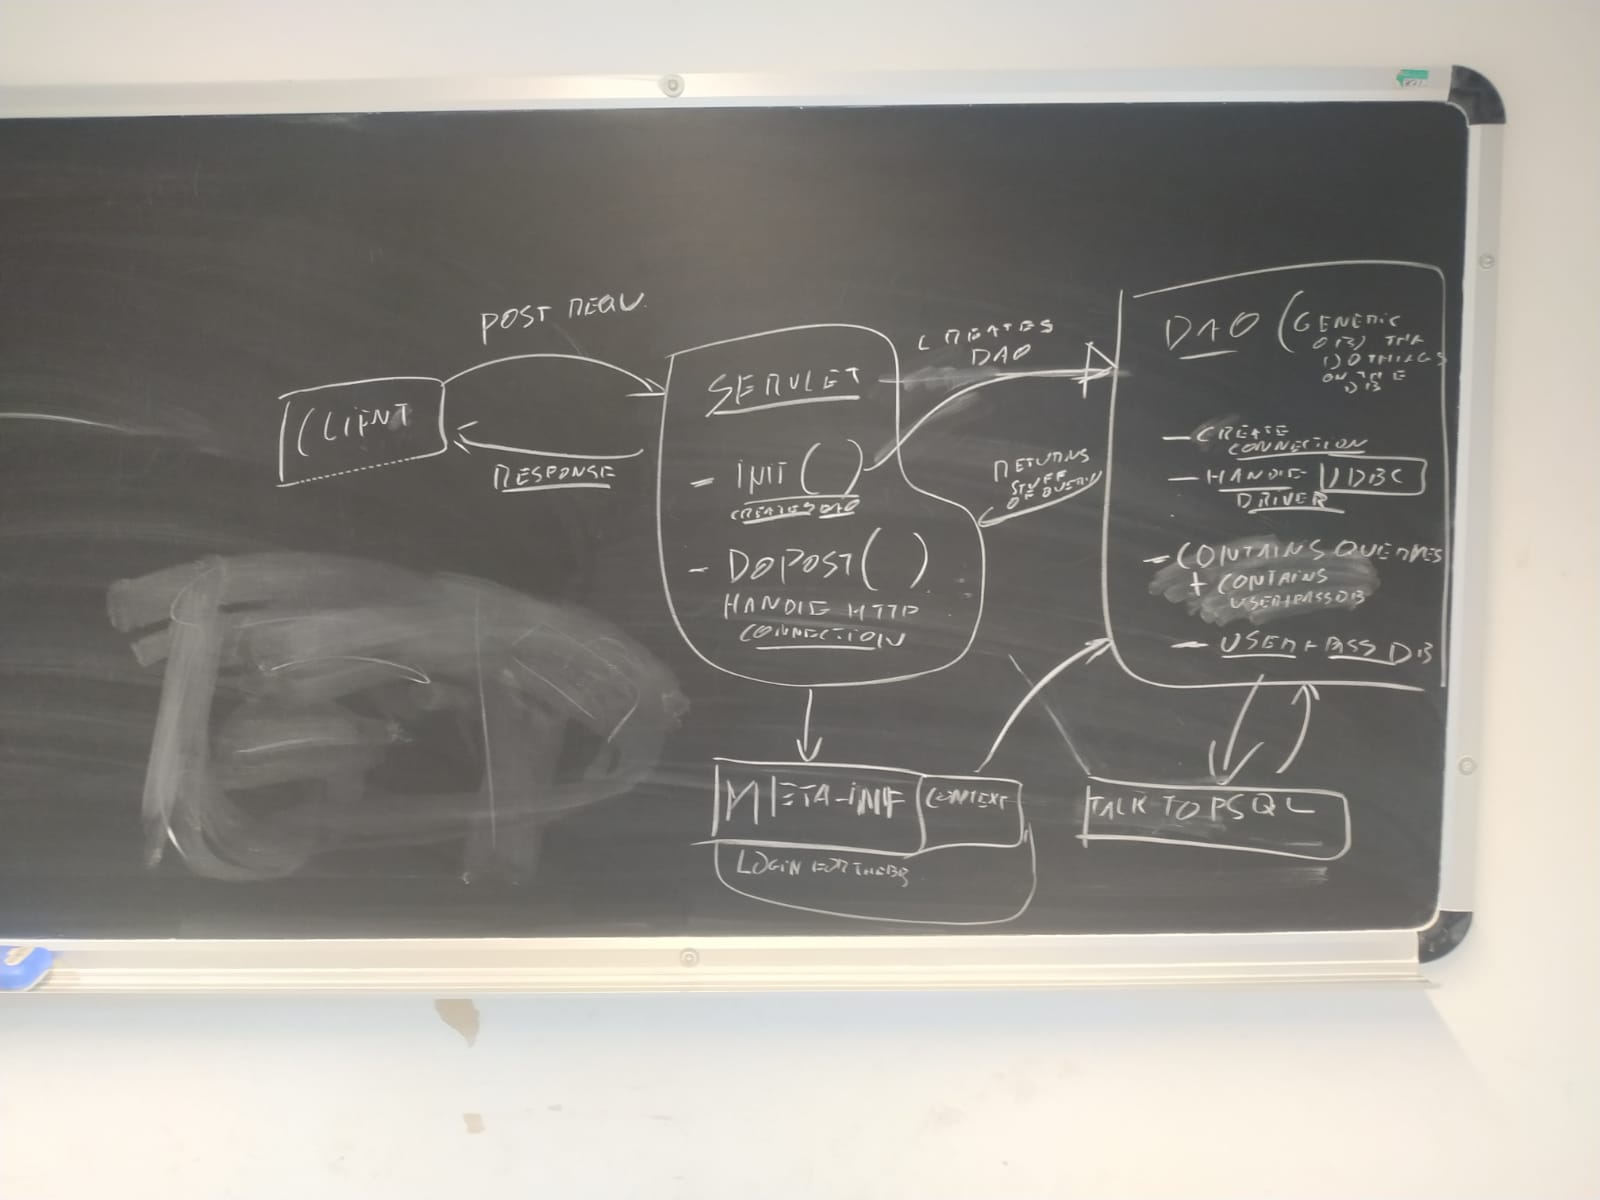 POST REQU.
CLIENT
RESPONSE
SERVLET
- INIT()
CREATES DAO
- DOPOST()
HANDLE HTTP
CONNECTION
CREATES
DAO
RETURNS
STUFF
OF QUERY
DAO (GENERIC
OBJ THA
DO THINGS
ON THE
DB
- CREATE
CONNECTION
- HANDLE JDBC
DRIVER
- CONTAINS QUERIES
+ CONTAINS
USER+PASS DB
- USER + PASS DB
META-INF CONTEXT
LOGIN FOR THE DB
TALK TO PSQL